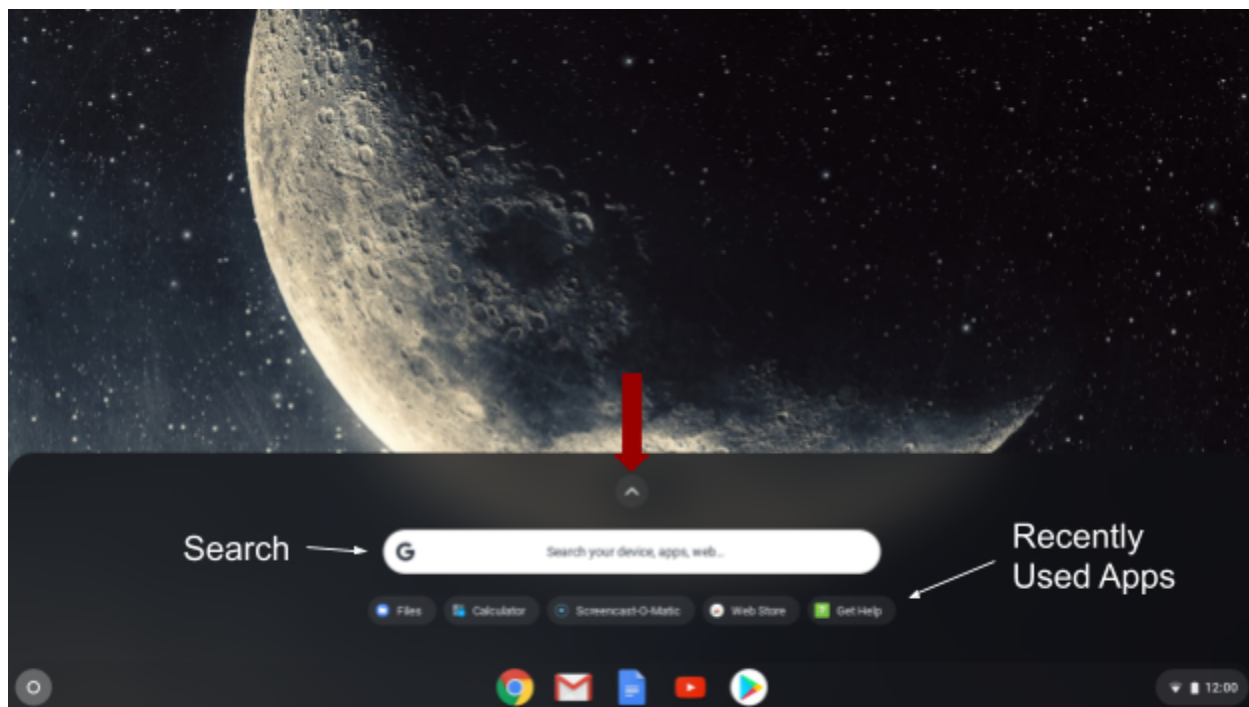 Search
Search your device, apps, web...
Recently
Used Apps
Files
Calculator
Screencast-O-Matic
Web Store
Get Help
12:00